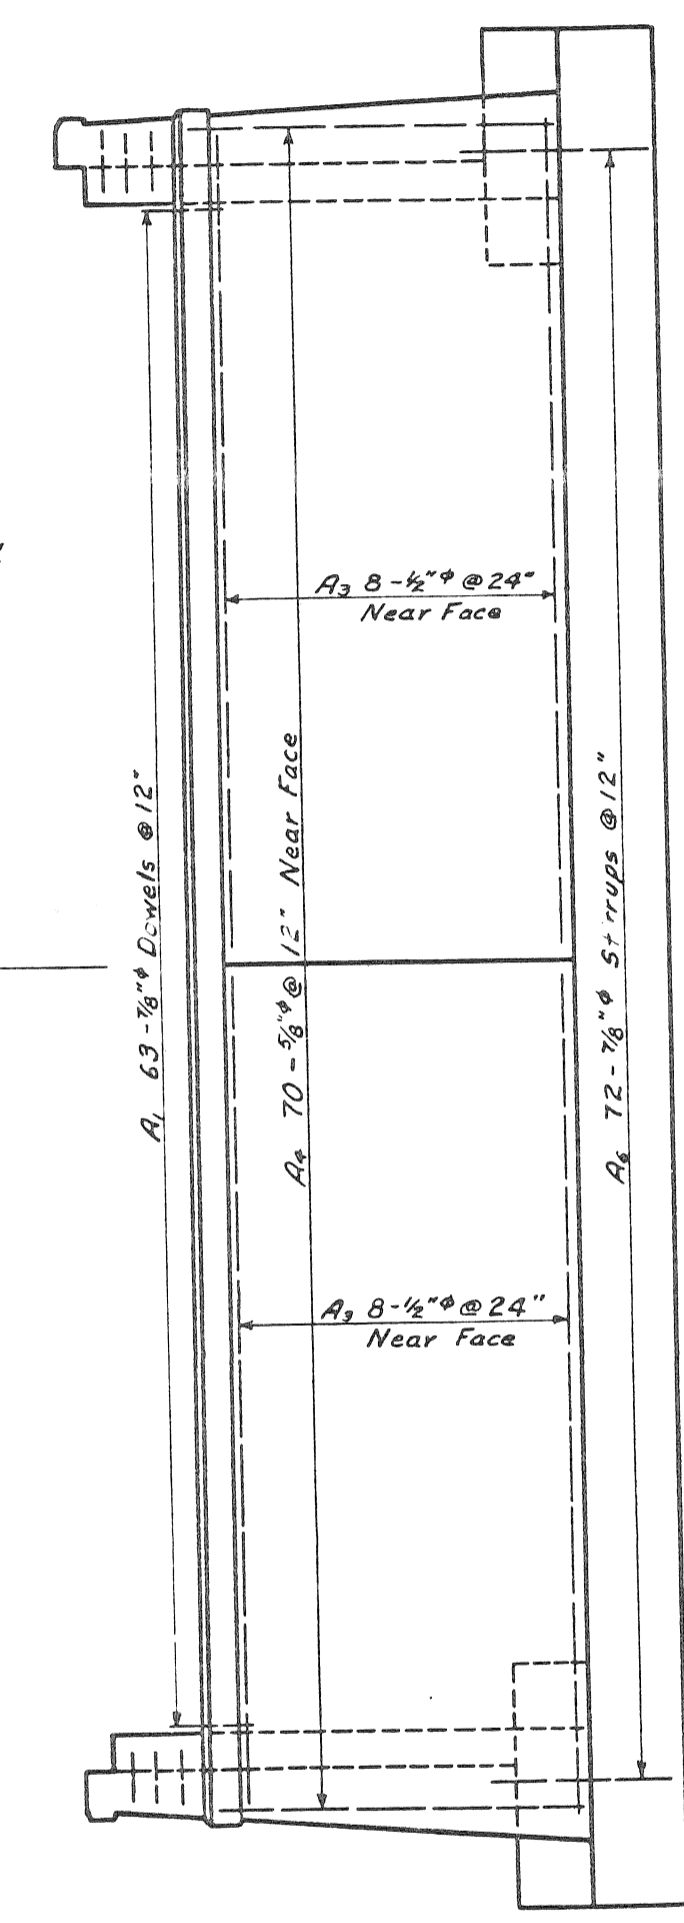 A3 8-1/2"ϕ @ 24"
Near Face
A1 63-7/8"ϕ Dowels @ 12"
A4 70-5/8"ϕ @ 12" Near Face
A6 72-7/8"ϕ Stirrups @ 12"
A3 8-1/2"ϕ @ 24"
Near Face